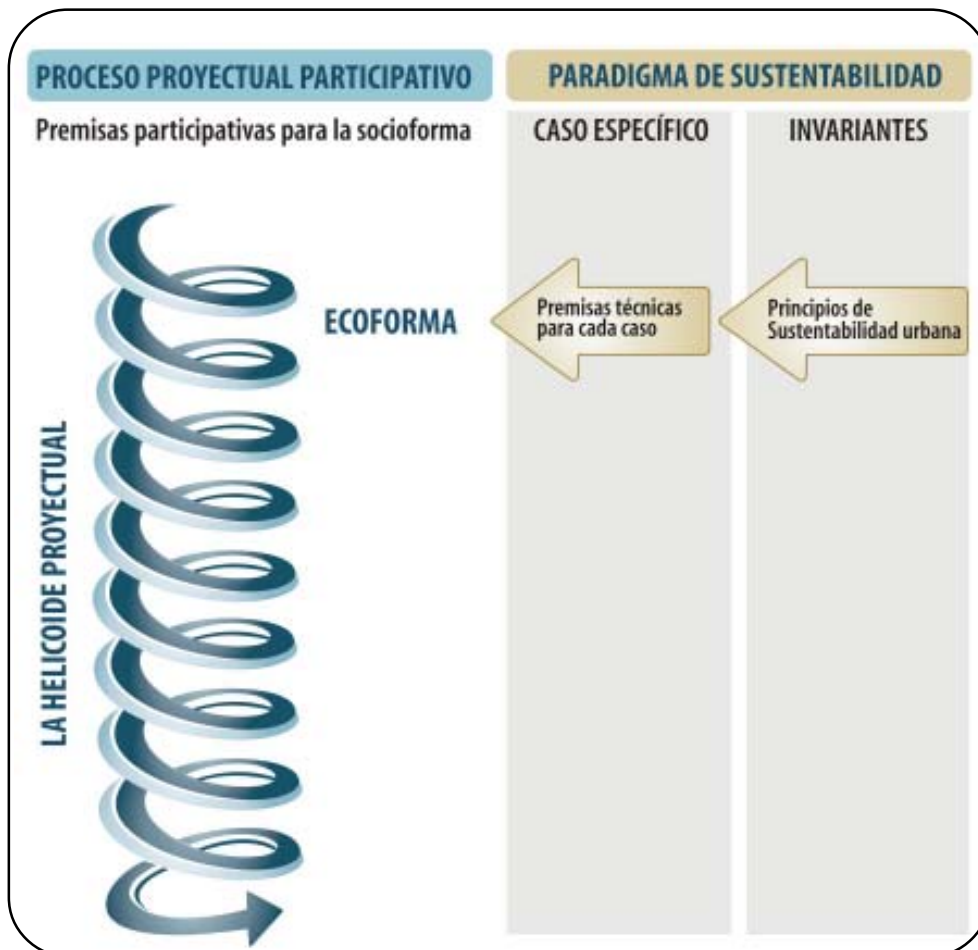 PROCESO PROYECTUAL PARTICIPATIVO
PARADIGMA DE SUSTENTABILIDAD
Premisas participativas para la socioforma
CASO ESPECÍFICO
INVARIANTES
ECOFORMA
Premisas técnicas
para cada caso
Principios de
Sustentabilidad urbana
LA HELICOIDE PROYECTUAL